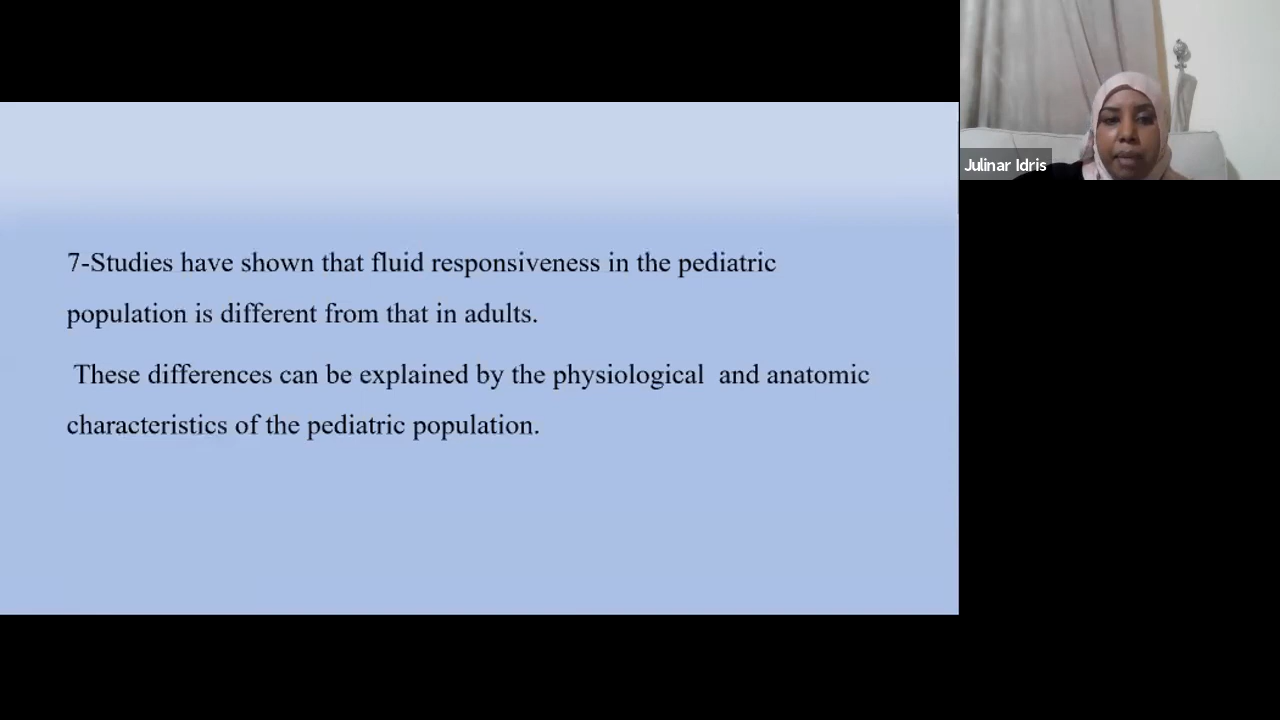 7-Studies have shown that fluid responsiveness in the pediatric
population is different from that in adults.
These differences can be explained by the physiological  and anatomic
characteristics of the pediatric population.
Julinar Idris